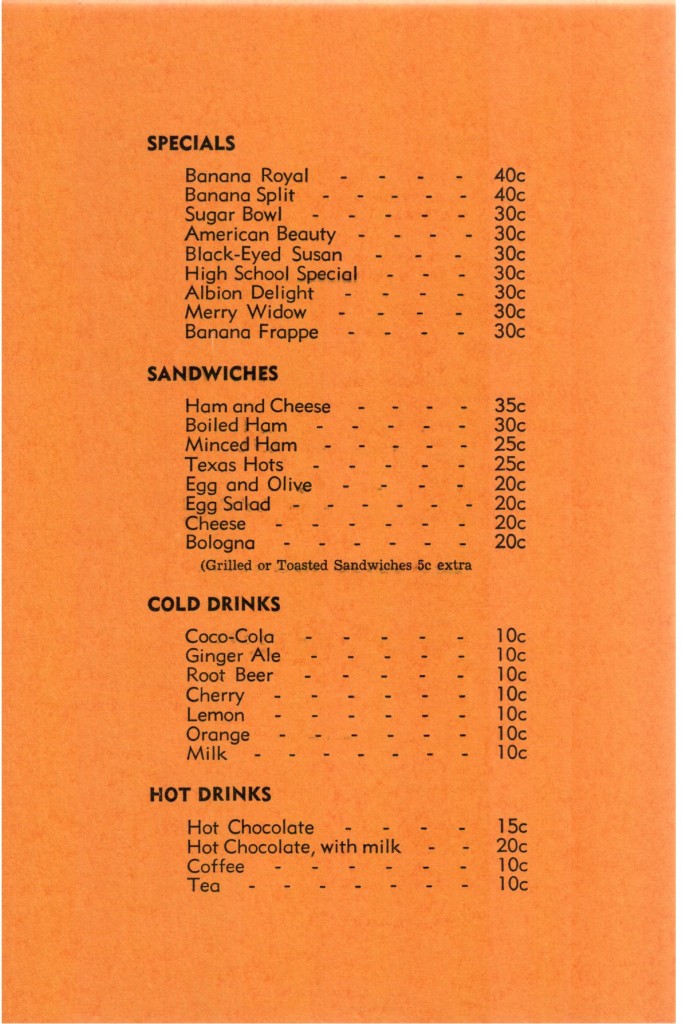 SPECIALS
Banana Royal - - - - 40c
Banana Split - - - - - 40c
Sugar Bowl - - - - - 30c
American Beauty - - - - 30c
Black-Eyed Susan - - - 30c
High School Special - - - 30c
Albion Delight - - - - 30c
Merry Widow - - - - 30c
Banana Frappe - - - - 30c
SANDWICHES
Ham and Cheese - - - - 35c
Boiled Ham - - - - - 30c
Minced Ham - - - - - 25c
Texas Hots - - - - - 25c
Egg and Olive - - - - 20c
Egg Salad - - - - - - 20c
Cheese - - - - - - 20c
Bologna - - - - - - 20c
(Grilled or Toasted Sandwiches 5c extra
COLD DRINKS
Coco-Cola - - - - - 10c
Ginger Ale - - - - - 10c
Root Beer - - - - - 10c
Cherry - - - - - - 10c
Lemon - - - - - - 10c
Orange - - - - - - 10c
Milk - - - - - - - 10c
HOT DRINKS
Hot Chocolate - - - - 15c
Hot Chocolate, with milk - - 20c
Coffee - - - - - - 10c
Tea - - - - - - - 10c